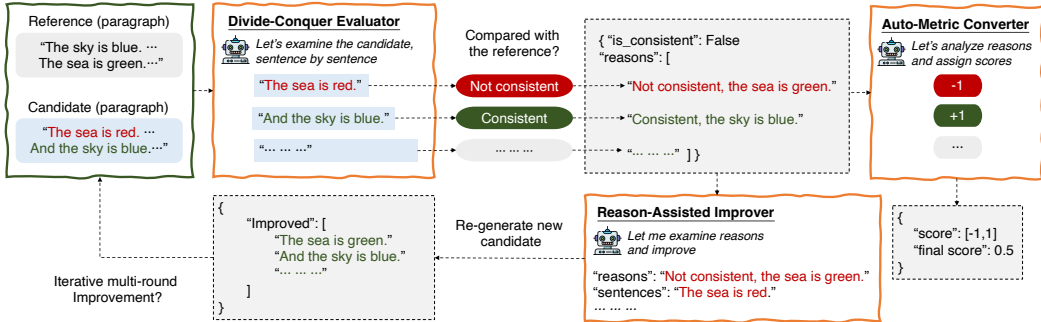 Reference (paragraph)
“The sky is blue. ···
The sea is green.···”
Candidate (paragraph)
“The sea is red. ···
And the sky is blue.···”
Divide-Conquer Evaluator
Let’s examine the candidate,
sentence by sentence
“The sea is red.”
“And the sky is blue.”
“··· ··· ···”
Compared with
the reference?
Not consistent
Consistent
··· ··· ···
{ “is_consistent”: False
“reasons”: [
“Not consistent, the sea is green.”
“Consistent, the sky is blue.”
“··· ··· ···” ] }
Auto-Metric Converter
Let’s analyze reasons
and assign scores
-1
+1
...
{
“score”: [-1,1]
“final score”: 0.5
}
Reason-Assisted Improver
Let me examine reasons
and improve
“reasons”: “Not consistent, the sea is green.”
“sentences”: “The sea is red.”
··· ··· ···
Re-generate new
candidate
{
“Improved”: [
“The sea is green.”
“And the sky is blue.”
“··· ··· ···
]
}
Iterative multi-round
Improvement?